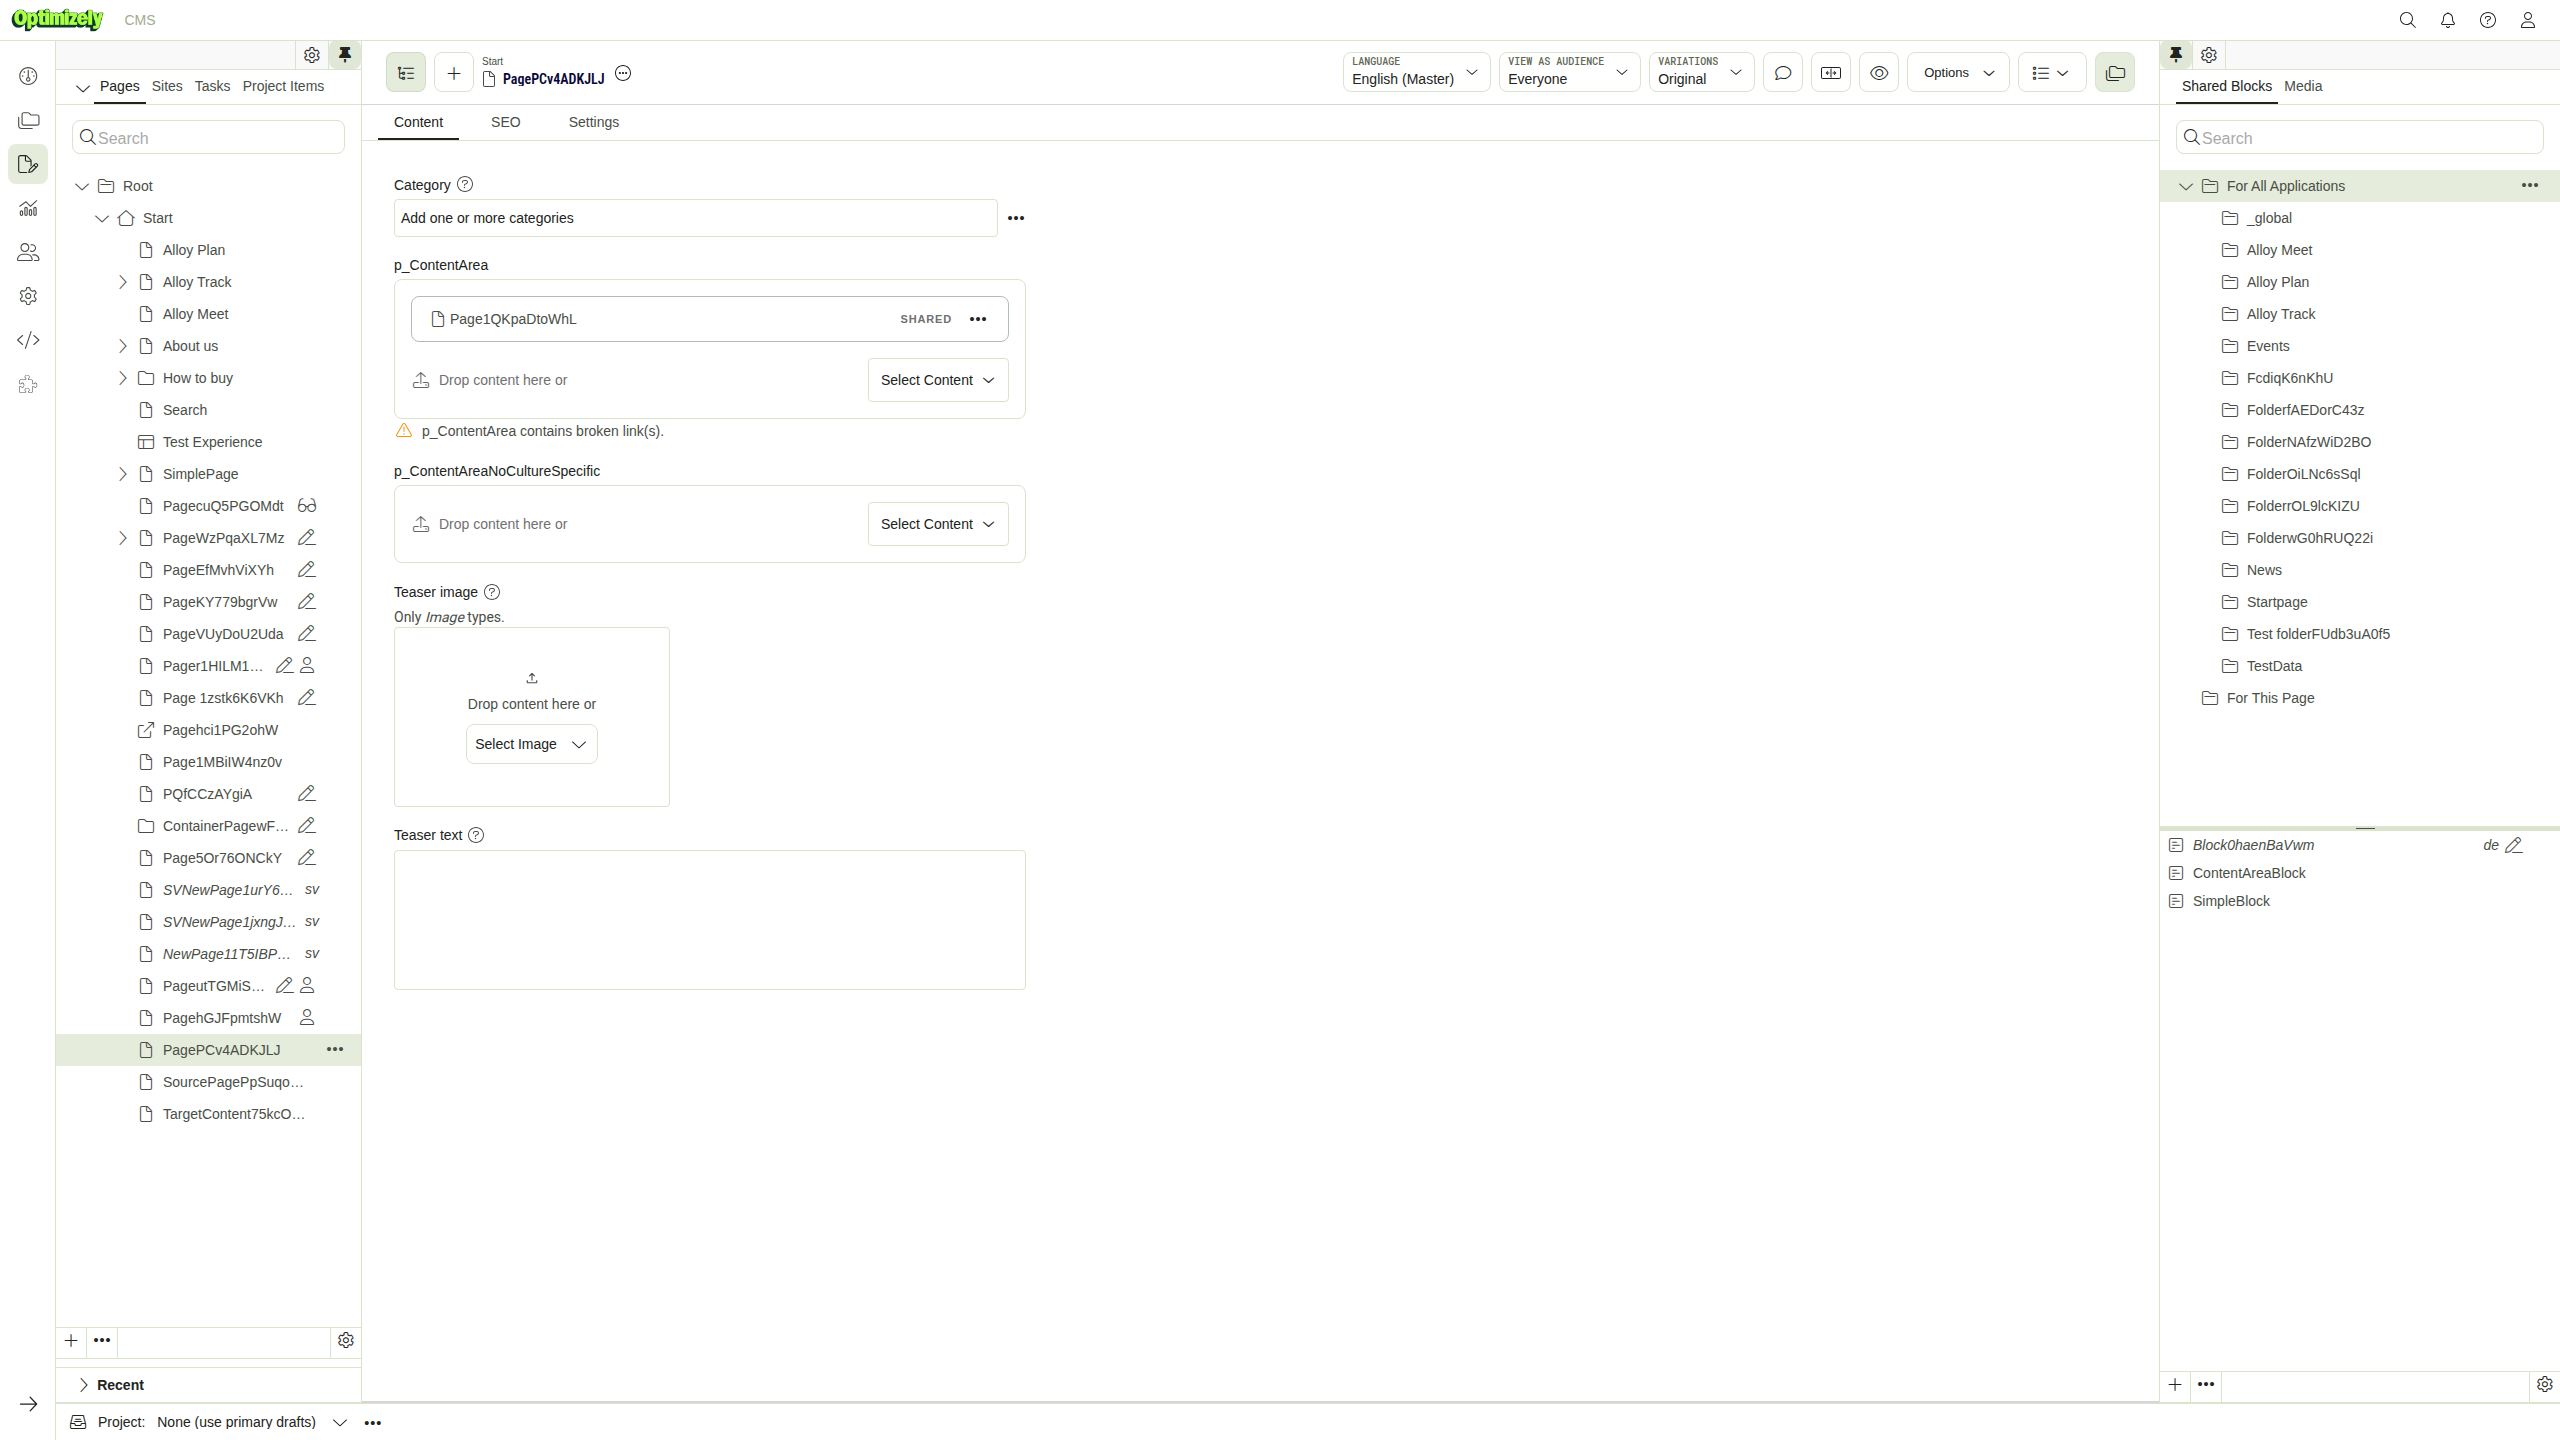 Optimizely CMS
Pages Sites Tasks Project Items
Search
Root
Start
Alloy Plan
Alloy Track
Alloy Meet
About us
How to buy
Search
Test Experience
SimplePage
PagecuQ5PGOMdt
PageWzPqaXL7Mz
PageEfMvhViXYh
PageKY779bgrVw
PageVUyDoU2Uda
Pager1HILM1…
Page 1zstk6K6VKh
Pagehci1PG2ohW
Page1MBiIW4nz0v
PQfCCzAYgiA
ContainerPagewF…
Page5Or76ONCkY
SVNewPage1urY6… sv
SVNewPage1jxngJ… sv
NewPage11T5IBP… sv
PageutTGMiS…
PagehGJFpmtshW
PagePCv4ADKJLJ
SourcePagePpSuqo…
TargetContent75kcO…
Recent
Project: None (use primary drafts)
Start
PagePCv4ADKJLJ
LANGUAGE
English (Master)
VIEW AS AUDIENCE
Everyone
VARIATIONS
Original
Options
Content SEO Settings
Category
Add one or more categories
p_ContentArea
Page1QKpaDtoWhL SHARED
Drop content here or Select Content
p_ContentArea contains broken link(s).
p_ContentAreaNoCultureSpecific
Drop content here or Select Content
Teaser image
Only Image types.
Drop content here or
Select Image
Teaser text
Shared Blocks Media
Search
For All Applications
_global
Alloy Meet
Alloy Plan
Alloy Track
Events
FcdiqK6nKhU
FolderfAEDorC43z
FolderNAfzWiD2BO
FolderOiLNc6sSql
FolderrOL9lcKIZU
FolderwG0hRUQ22i
News
Startpage
Test folderFUdb3uA0f5
TestData
For This Page
Block0haenBaVwm de
ContentAreaBlock
SimpleBlock